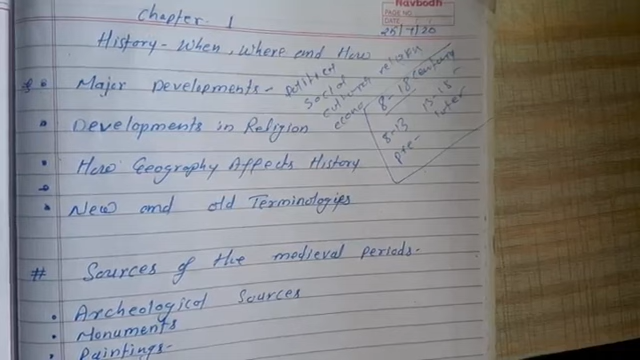 Navbodh
PAGE NO.
DATE
25/4/20
Chapter. 1
History - When, Where and How
Major Developments - political
social
cultural
econo
8-18 century
8-13 13-18
pre- later
Developments in Religion
How Geography Affects History
New and old Terminologies
# Sources of the medieval periods.
Archeological Sources
Monuments
Paintings